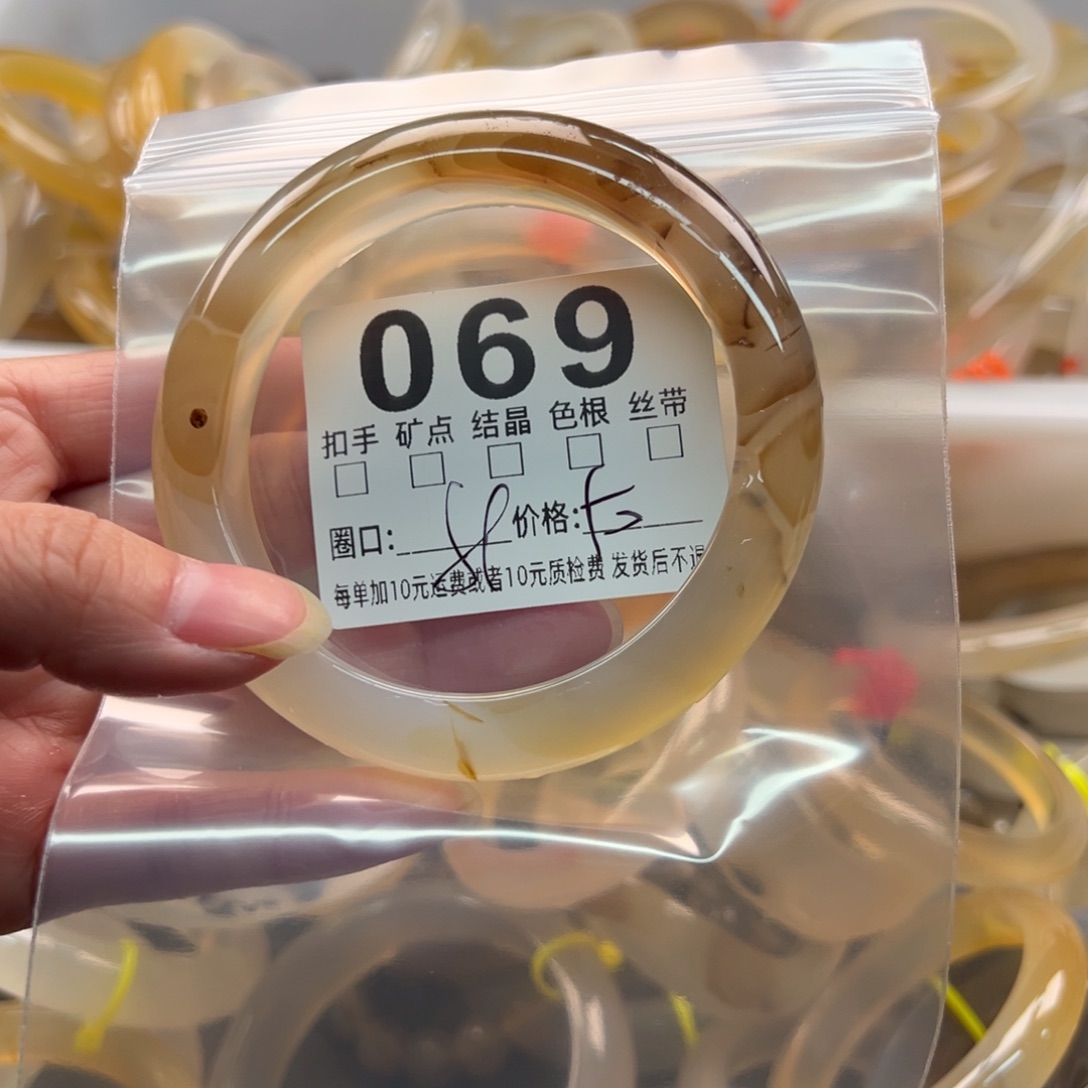 069
扣手 矿点 结晶 色根 丝带
圈口: 价格:
每单加10元运费或者10元质检费 发货后不退